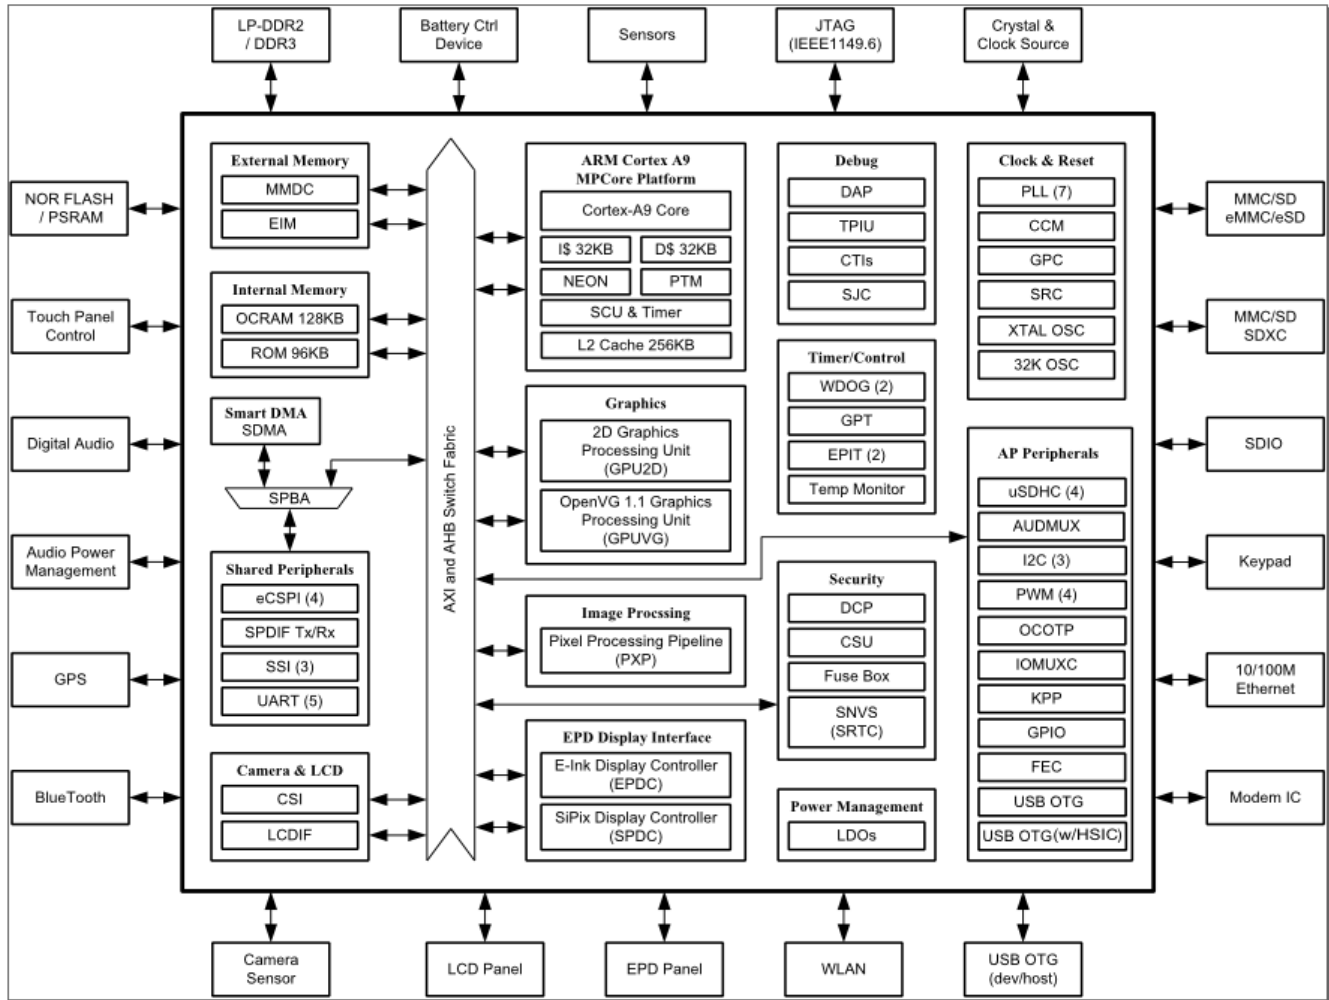 LP-DDR2
/ DDR3
Battery Ctrl
Device
Sensors
JTAG
(IEEE1149.6)
Crystal &
Clock Source
NOR FLASH
/ PSRAM
Touch Panel
Control
Digital Audio
Audio Power
Management
GPS
BlueTooth
External Memory
MMDC
EIM
Internal Memory
OCRAM 128KB
ROM 96KB
Smart DMA
SDMA
SPBA
Shared Peripherals
eCSPI (4)
SPDIF Tx/Rx
SSI (3)
UART (5)
Camera & LCD
CSI
LCDIF
AXI and AHB Switch Fabric
ARM Cortex A9
MPCore Platform
Cortex-A9 Core
I$ 32KB
D$ 32KB
NEON
PTM
SCU & Timer
L2 Cache 256KB
Graphics
2D Graphics
Processing Unit
(GPU2D)
OpenVG 1.1 Graphics
Processing Unit
(GPUVG)
Image Procssing
Pixel Processing Pipeline
(PXP)
EPD Display Interface
E-Ink Display Controller
(EPDC)
SiPix Display Controller
(SPDC)
Debug
DAP
TPIU
CTIs
SJC
Timer/Control
WDOG (2)
GPT
EPIT (2)
Temp Monitor
Security
DCP
CSU
Fuse Box
SNVS
(SRTC)
Power Management
LDOs
Clock & Reset
PLL (7)
CCM
GPC
SRC
XTAL OSC
32K OSC
AP Peripherals
uSDHC (4)
AUDMUX
I2C (3)
PWM (4)
OCOTP
IOMUXC
KPP
GPIO
FEC
USB OTG
USB OTG(w/HSIC)
MMC/SD
eMMC/eSD
MMC/SD
SDXC
SDIO
Keypad
10/100M
Ethernet
Modem IC
Camera
Sensor
LCD Panel
EPD Panel
WLAN
USB OTG
(dev/host)